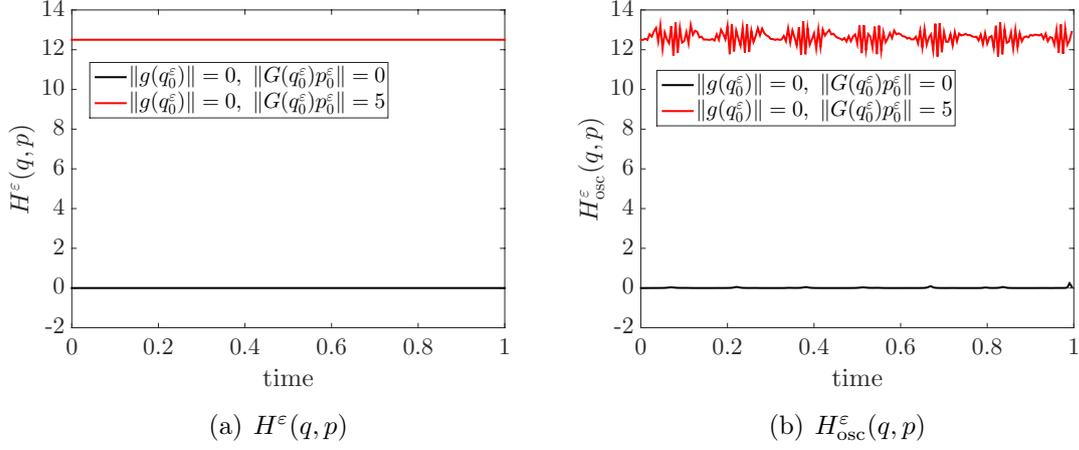 14
12
10
8
6
4
2
0
-2
0 0.2 0.4 0.6 0.8 1
time
H^ε(q, p)
‖g(q_0^ε)‖ = 0, ‖G(q_0^ε)p_0^ε‖ = 0
‖g(q_0^ε)‖ = 0, ‖G(q_0^ε)p_0^ε‖ = 5
(a) H^ε(q, p)
14
12
10
8
6
4
2
0
-2
0 0.2 0.4 0.6 0.8 1
time
H_osc^ε(q, p)
‖g(q_0^ε)‖ = 0, ‖G(q_0^ε)p_0^ε‖ = 0
‖g(q_0^ε)‖ = 0, ‖G(q_0^ε)p_0^ε‖ = 5
(b) H_osc^ε(q, p)